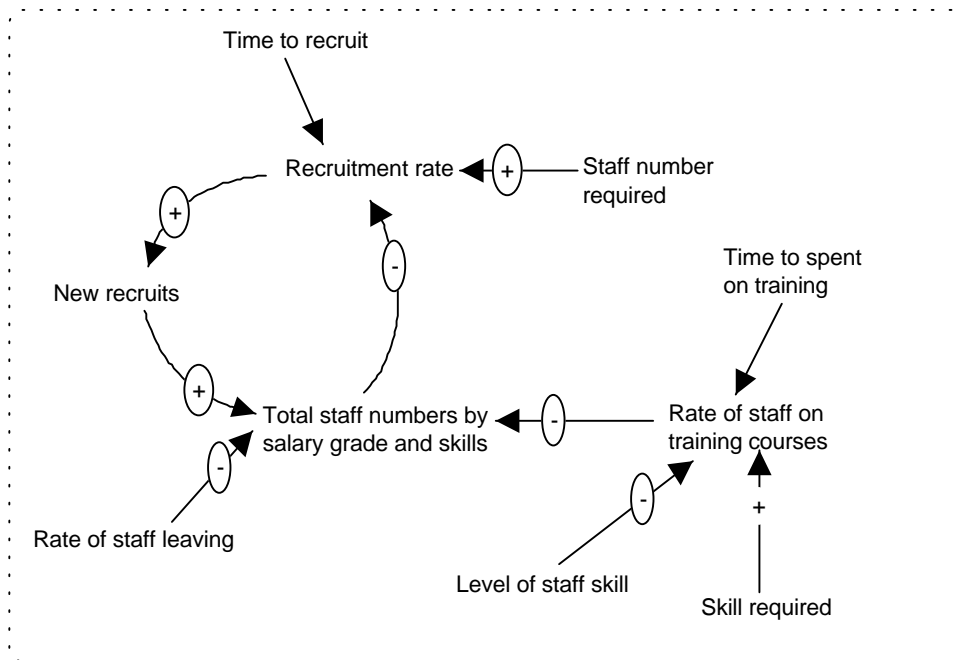 Time to recruit
Recruitment rate
+
Staff number
required
+
-
Time to spent
on training
New recruits
+
Total staff numbers by
salary grade and skills
-
Rate of staff on
training courses
-
-
+
Rate of staff leaving
Level of staff skill
Skill required